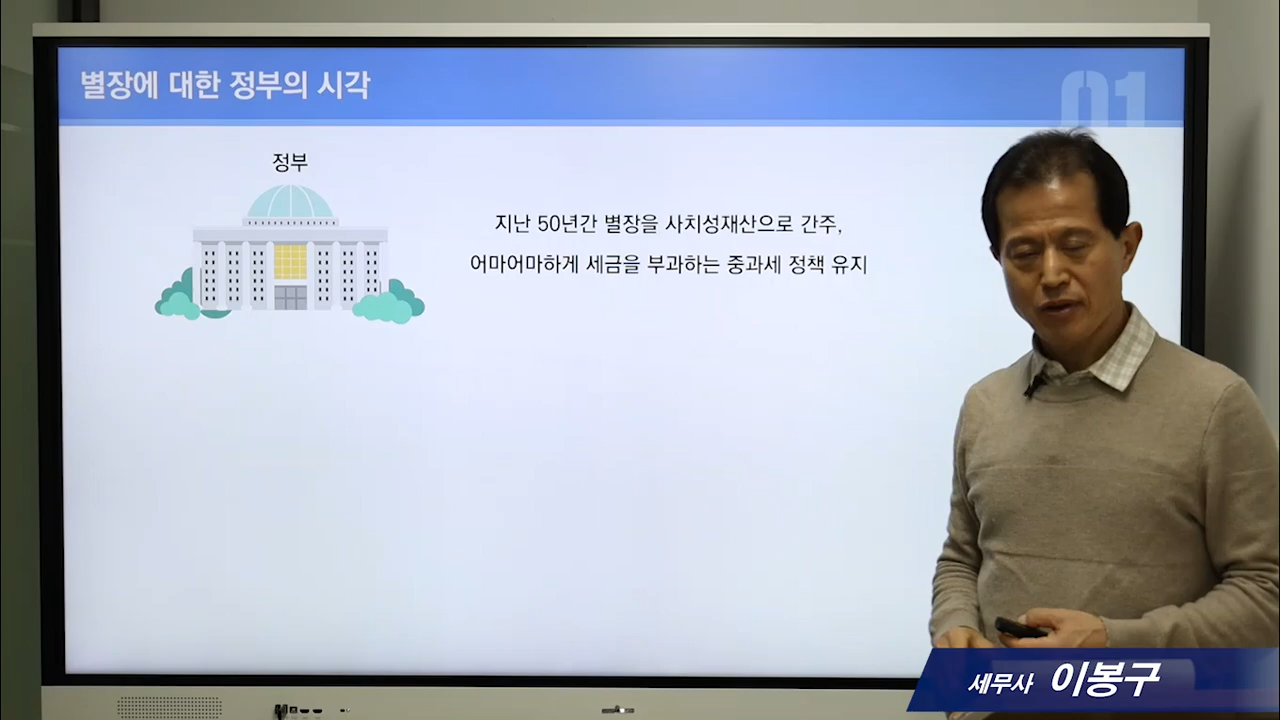 별장에 대한 정부의 시각
01
정부
지난 50년간 별장을 사치성재산으로 간주,
어마어마하게 세금을 부과하는 중과세 정책 유지
세무사 이봉구